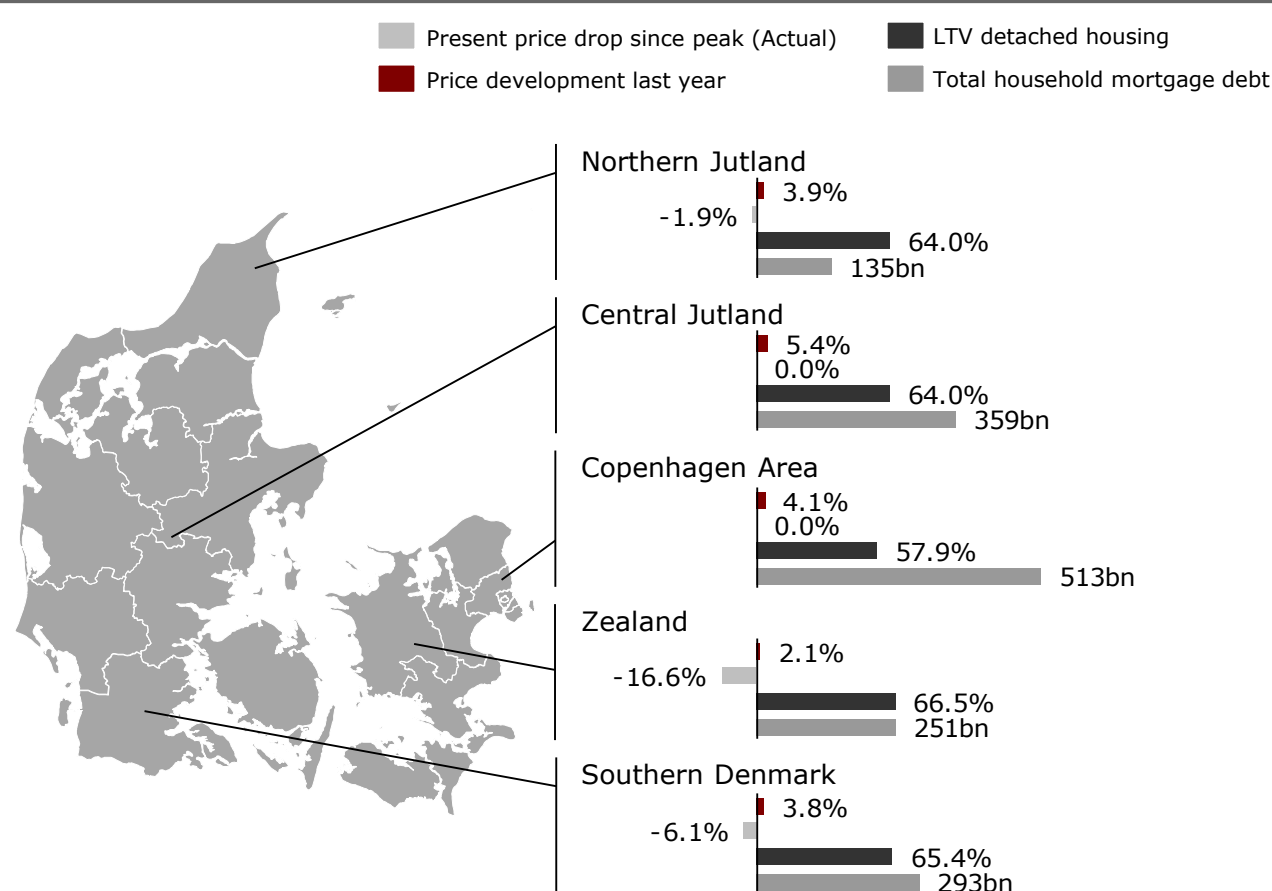 Present price drop since peak (Actual)
LTV detached housing
Price development last year
Total household mortgage debt
Northern Jutland
3.9%
-1.9%
64.0%
135bn
Central Jutland
5.4%
0.0%
64.0%
359bn
Copenhagen Area
4.1%
0.0%
57.9%
513bn
Zealand
2.1%
-16.6%
66.5%
251bn
Southern Denmark
3.8%
-6.1%
65.4%
293bn